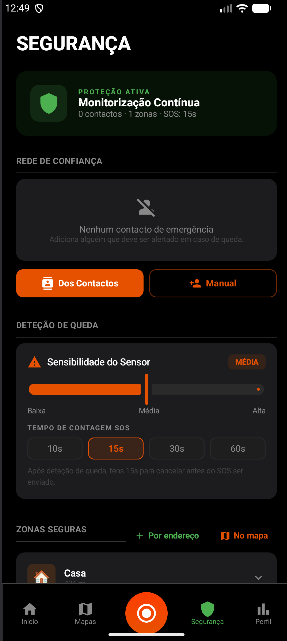 12:49
SEGURANÇA
PROTEÇÃO ATIVA
Monitorização Contínua
0 contactos · 1 zonas · SOS: 15s
REDE DE CONFIANÇA
Nenhum contacto de emergência
Adiciona alguém que deve ser alertado em caso de queda.
Dos Contactos
Manual
DETEÇÃO DE QUEDA
Sensibilidade do Sensor
MÉDIA
Baixa
Média
Alta
TEMPO DE CONTAGEM SOS
10s
15s
30s
60s
Após deteção de queda, tens 15s para cancelar antes do SOS ser
enviado.
ZONAS SEGURAS
+ Por endereço
No mapa
Casa
Início
Mapas
Segurança
Perfil